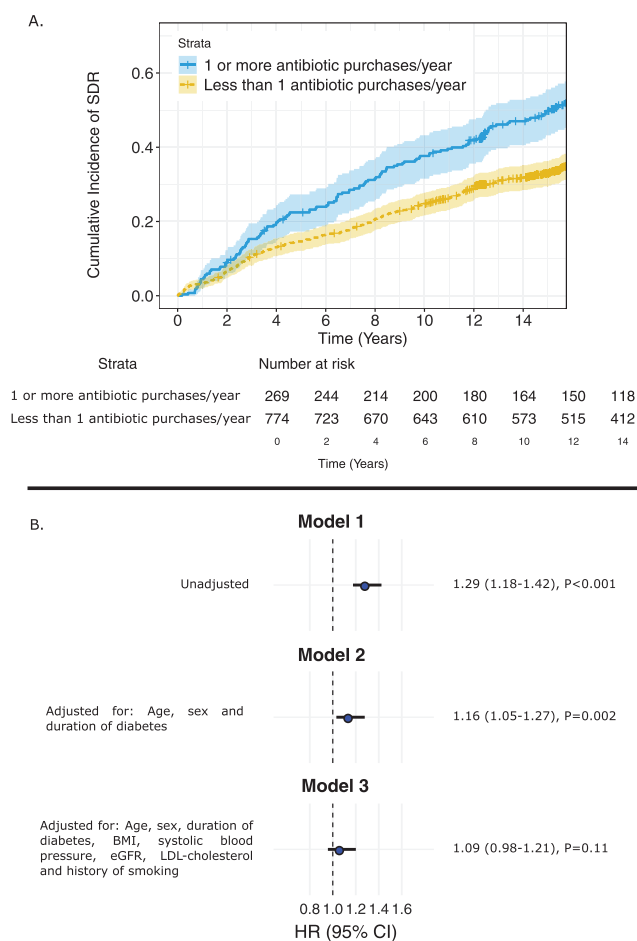 A.
Strata
1 or more antibiotic purchases/year
Less than 1 antibiotic purchases/year
Cumulative Incidence of SDR
0.6
0.4
0.2
0.0
0 2 4 6 8 10 12 14
Time (Years)
Strata Number at risk
1 or more antibiotic purchases/year 269 244 214 200 180 164 150 118
Less than 1 antibiotic purchases/year 774 723 670 643 610 573 515 412
0 2 4 6 8 10 12 14
Time (Years)
B.
Model 1
Unadjusted 1.29 (1.18-1.42), P<0.001
Model 2
Adjusted for: Age, sex and
duration of diabetes
1.16 (1.05-1.27), P=0.002
Model 3
Adjusted for: Age, sex, duration of
diabetes, BMI, systolic blood
pressure, eGFR, LDL-cholesterol
and history of smoking
1.09 (0.98-1.21), P=0.11
0.8 1.0 1.2 1.4 1.6
HR (95% CI)